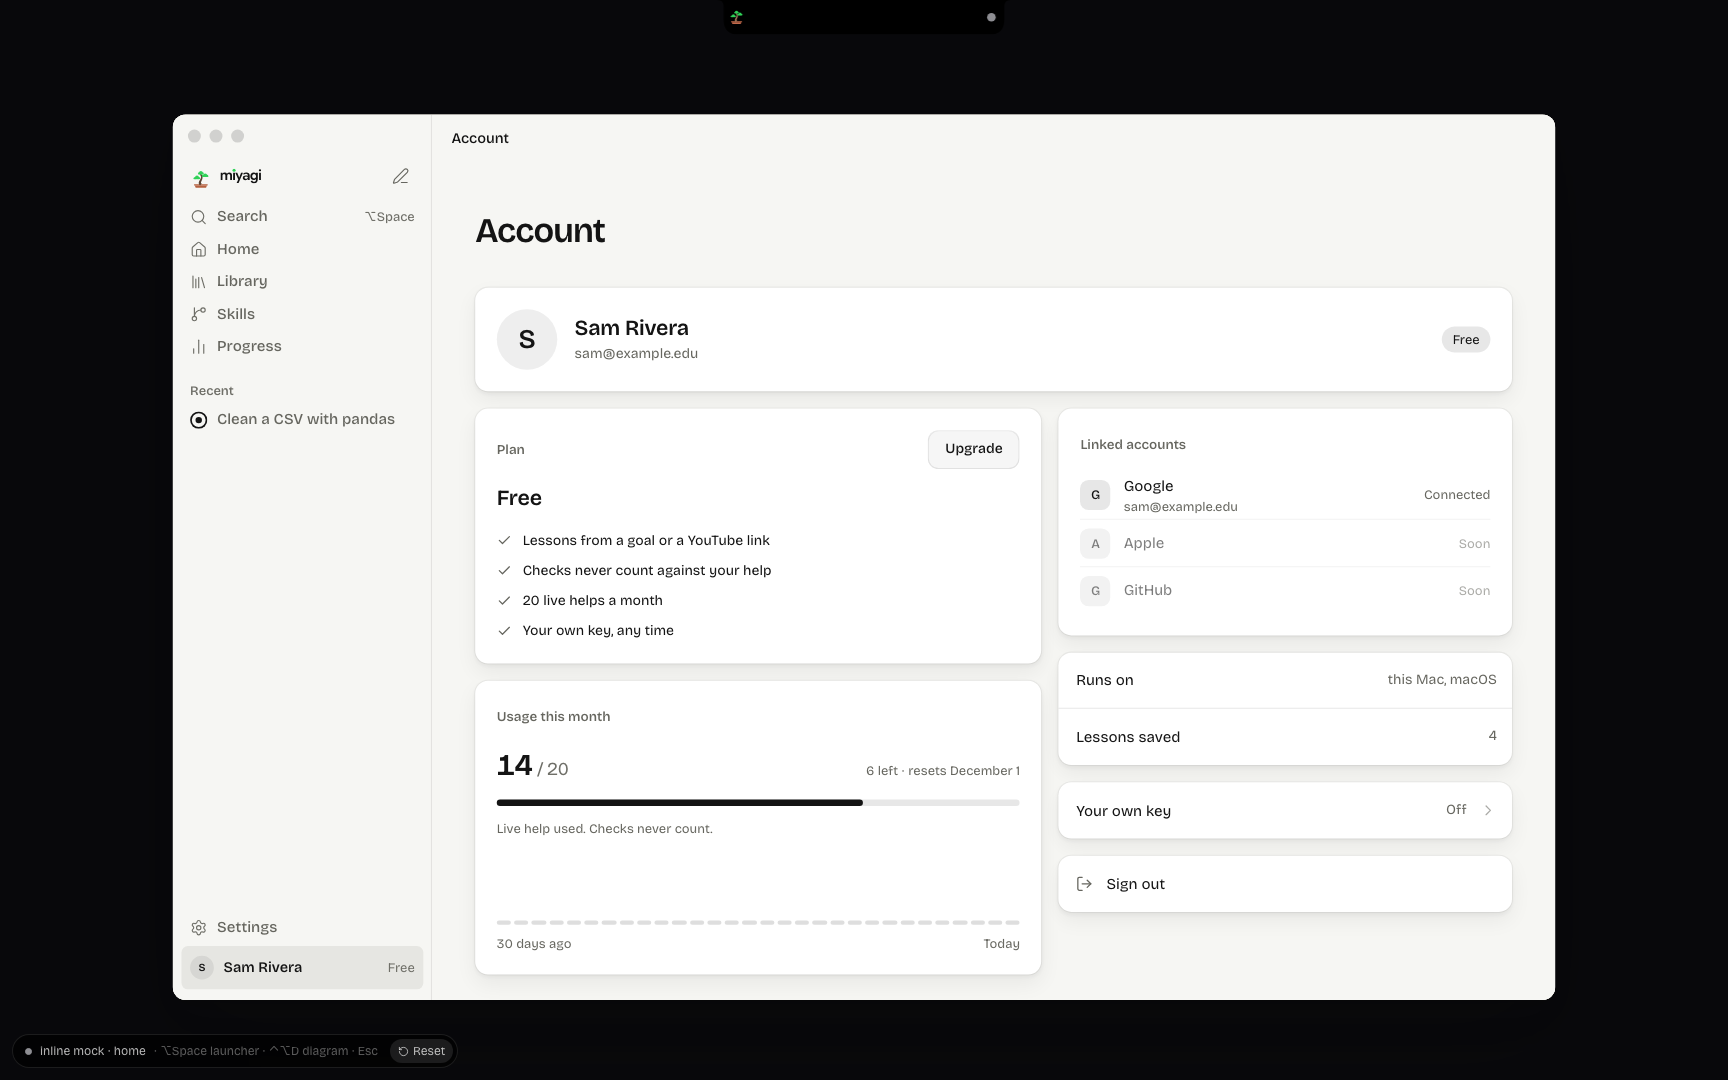 Account
miyagi
Search ⌥Space
Home
Library
Skills
Progress
Recent
Clean a CSV with pandas
Settings
S Sam Rivera Free
Account
S
Sam Rivera
sam@example.edu
Free
Plan
Upgrade
Free
Lessons from a goal or a YouTube link
Checks never count against your help
20 live helps a month
Your own key, any time
Usage this month
14 / 20
6 left · resets December 1
Live help used. Checks never count.
30 days ago Today
Linked accounts
G Google Connected
sam@example.edu
A Apple Soon
G GitHub Soon
Runs on this Mac, macOS
Lessons saved 4
Your own key Off
Sign out
inline mock · home · ⌥Space launcher · ^⌥D diagram · Esc Reset